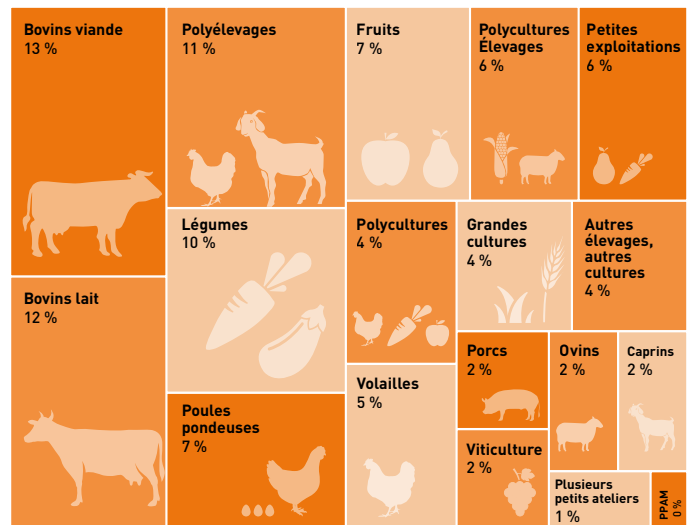 Bovins viande
13 %
Polyélevages
11 %
Fruits
7 %
Polycultures
Élevages
6 %
Petites
exploitations
6 %
Légumes
10 %
Polycultures
4 %
Grandes
cultures
4 %
Autres
élevages,
autres
cultures
4 %
Bovins lait
12 %
Porcs
2 %
Ovins
2 %
Caprins
2 %
Volailles
5 %
Poules
pondeuses
7 %
Viticulture
2 %
Plusieurs
petits ateliers
1 %
PPAM
0 %